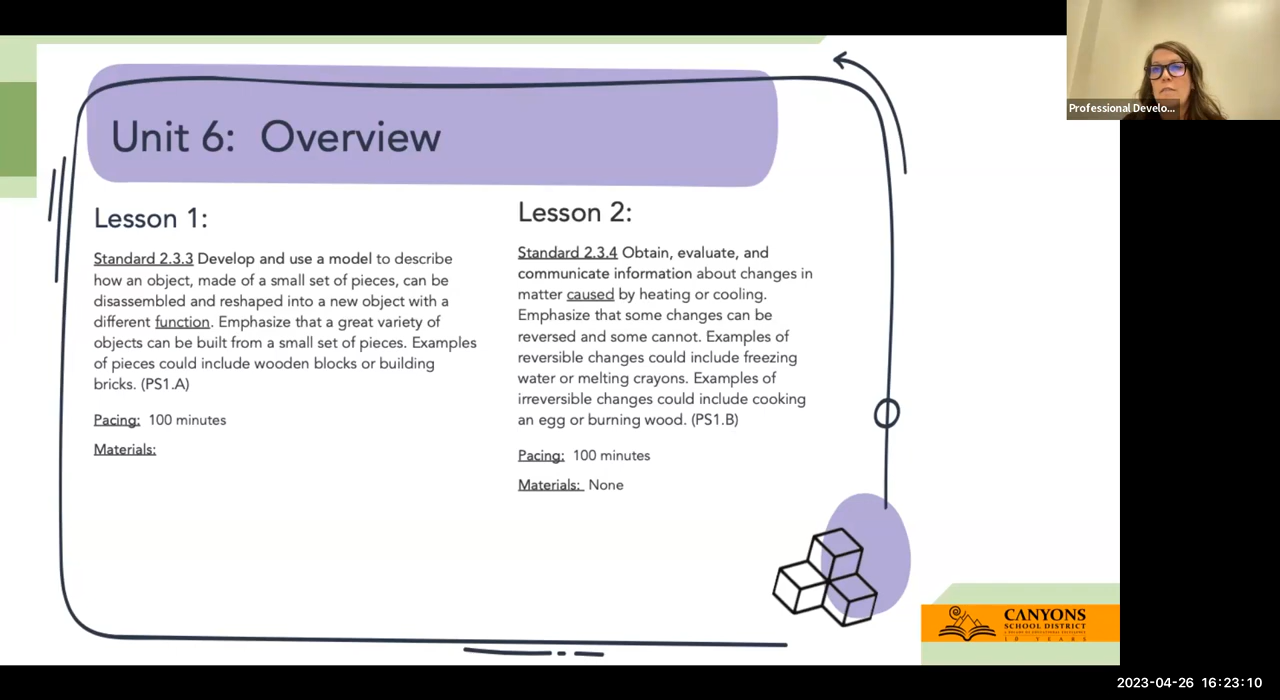 Unit 6:  Overview
Lesson 1:
Standard 2.3.3 Develop and use a model to describe
how an object, made of a small set of pieces, can be
disassembled and reshaped into a new object with a
different function. Emphasize that a great variety of
objects can be built from a small set of pieces. Examples
of pieces could include wooden blocks or building
bricks. (PS1.A)
Pacing:  100 minutes
Materials:
Lesson 2:
Standard 2.3.4 Obtain, evaluate, and
communicate information about changes in
matter caused by heating or cooling.
Emphasize that some changes can be
reversed and some cannot. Examples of
reversible changes could include freezing
water or melting crayons. Examples of
irreversible changes could include cooking
an egg or burning wood. (PS1.B)
Pacing:  100 minutes
Materials:  None
Professional Develo...
CANYONS
SCHOOL DISTRICT
10 YEARS
2023-04-26 16:23:10